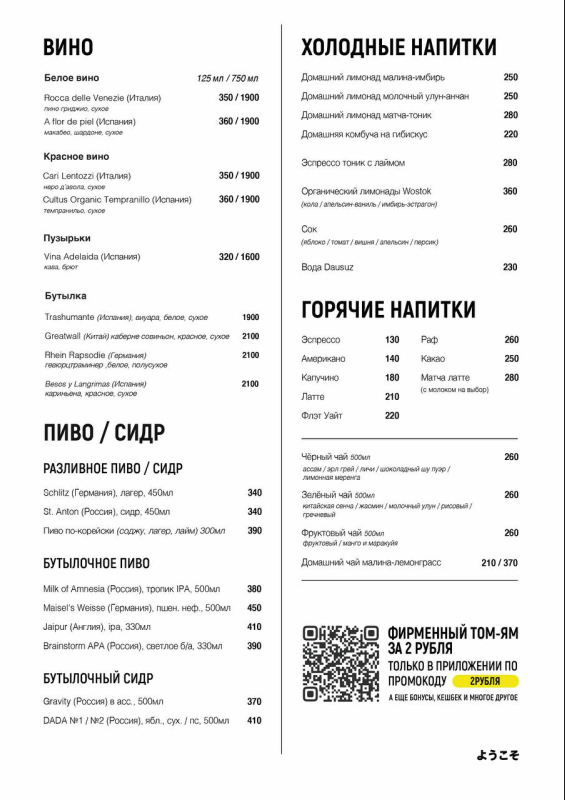 ВИНО
Белое вино 125 мл / 750 мл
Rocca delle Venezie (Италия) 350 / 1900
пино гриджио, сухое
A flor de piel (Испания) 360 / 1900
макабео, шардоне, сухое
Красное вино
Cari Lentozzi (Италия) 350 / 1900
неро д'авола, сухое
Cultus Organic Tempranillo (Испания) 360 / 1900
темпранильо, сухое
Пузырьки
Vina Adelaida (Испания) 320 / 1600
кава, брют
Бутылка
Trashumante (Испания), виуара, белое, сухое 1900
Greatwall (Китай) каберне совиньон, красное, сухое 2100
Rhein Rapsodie (Германия) 2100
гевюрцтраминер ,белое, полусухое
Besos y Langrimas (Испания) 2100
кариньена, красное, сухое
ПИВО / СИДР
РАЗЛИВНОЕ ПИВО / СИДР
Schlitz (Германия), лагер, 450мл 340
St. Anton (Россия), сидр, 450мл 340
Пиво по-корейски (соджу, лагер, лайм) 300мл 390
БУТЫЛОЧНОЕ ПИВО
Milk of Amnesia (Россия), тропик IPA, 500мл 380
Maisel's Weisse (Германия), пшен. неф., 500мл 450
Jaipur (Англия), ipa, 330мл 410
Brainstorm APA (Россия), светлое б/а, 330мл 390
БУТЫЛОЧНЫЙ СИДР
Gravity (Россия) в асс., 500мл 370
DADA №1 / №2 (Россия), ябл., сух. / пс, 500мл 410
ХОЛОДНЫЕ НАПИТКИ
Домашний лимонад малина-имбирь 250
Домашний лимонад молочный улун-анчан 250
Домашний лимонад матча-тоник 280
Домашняя комбуча на гибискус 220
Эспрессо тоник с лаймом 280
Органический лимонады Wostok 360
(кола / апельсин-ваниль / имбирь-эстрагон)
Сок 260
(яблоко / томат / вишня / апельсин / персик)
Вода Dausuz 230
ГОРЯЧИЕ НАПИТКИ
Эспрессо 130
Американо 140
Капучино 180
Латте 210
Флэт Уайт 220
Раф 260
Какао 250
Матча латте 280
(с молоком на выбор)
Чёрный чай 500мл 260
ассам / эрл грей / личи / шоколадный шу пуэр /
лимонная меренга
Зелёный чай 500мл 260
китайская сенча / жасмин / молочный улун / рисовый /
гречневый
Фруктовый чай 500мл 260
фруктовый / манго и маракуйя
Домашний чай малина-лемонграсс 210 / 370
ФИРМЕННЫЙ ТОМ-ЯМ
ЗА 2 РУБЛЯ
ТОЛЬКО В ПРИЛОЖЕНИИ ПО
ПРОМОКОДУ 2РУБЛЯ
А ЕЩЕ БОНУСЫ, КЕШБЕК И МНОГОЕ ДРУГОЕ
ようこそ